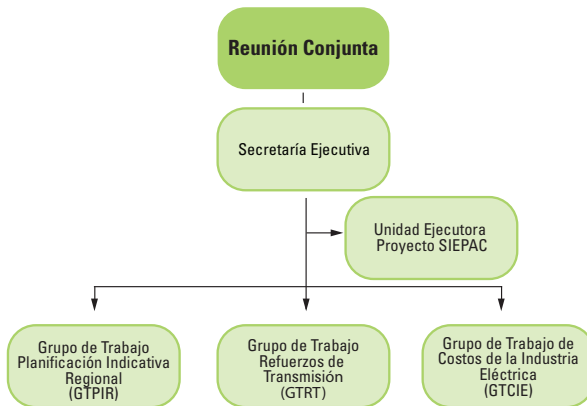 Reunión Conjunta
Secretaría Ejecutiva
Unidad Ejecutora
Proyecto SIEPAC
Grupo de Trabajo
Planificación Indicativa
Regional
(GTPIR)
Grupo de Trabajo
Refuerzos de
Transmisión
(GTRT)
Grupo de Trabajo de
Costos de la Industria
Eléctrica
(GTCIE)